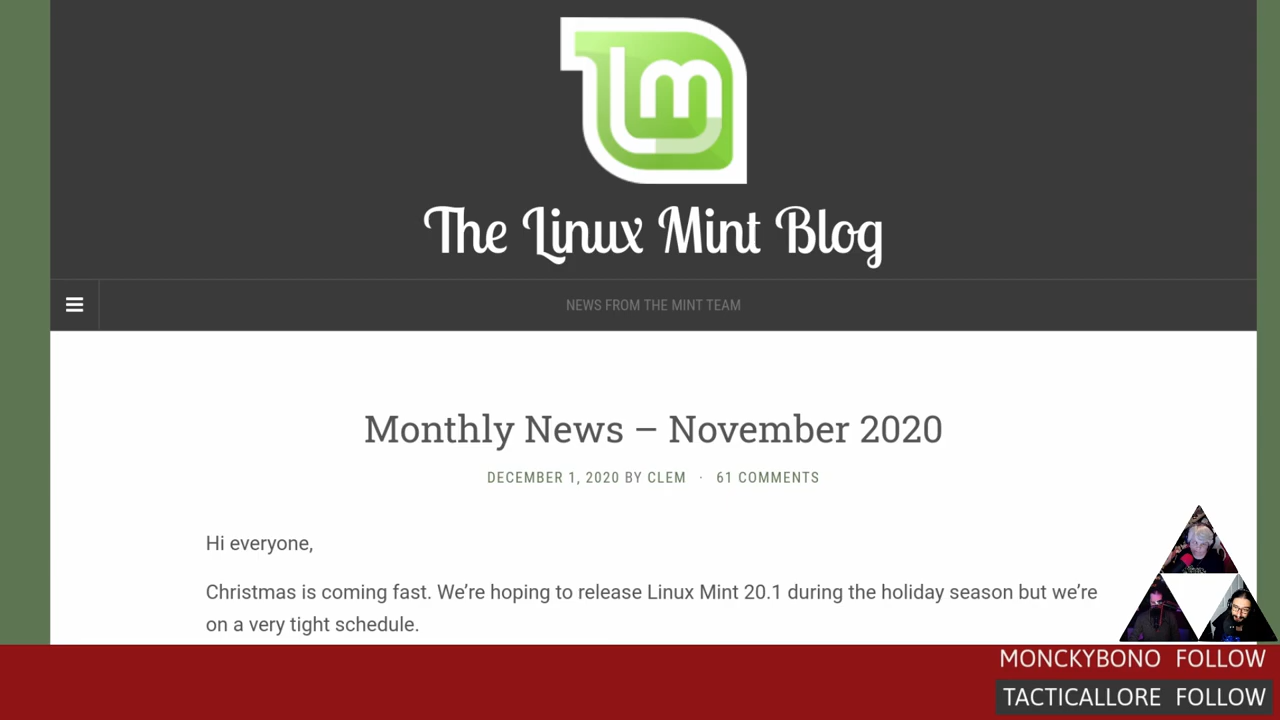 Lm
The Linux Mint Blog
NEWS FROM THE MINT TEAM
Monthly News – November 2020
DECEMBER 1, 2020 BY CLEM · 61 COMMENTS
Hi everyone,
Christmas is coming fast. We’re hoping to release Linux Mint 20.1 during the holiday season but we’re
on a very tight schedule.
MONCKYBONO FOLLOW
TACTICALLORE FOLLOW